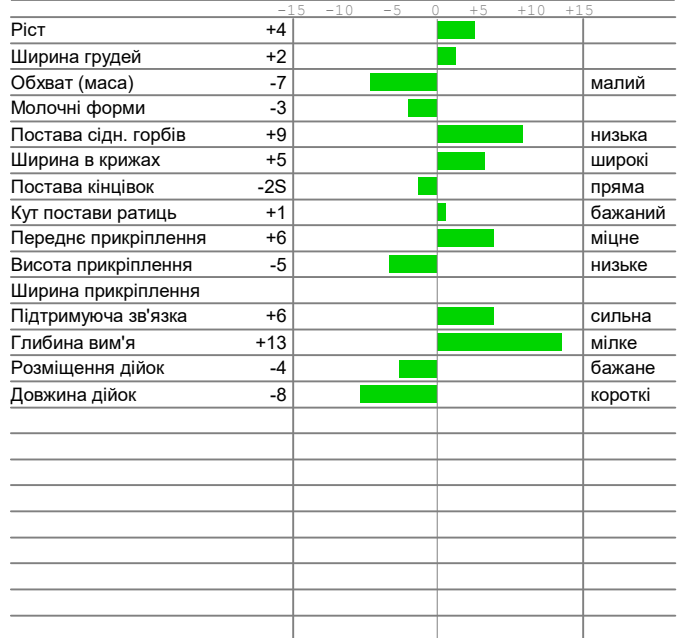 -15 -10 -5 0 +5 +10 +15
Ріст +4
Ширина грудей +2
Обхват (маса) -7 малий
Молочні форми -3
Постава сідн. горбів +9 низька
Ширина в крижах +5 широкі
Постава кінцівок -2S пряма
Кут постави ратиць +1 бажаний
Переднє прикріплення +6 міцне
Висота прикріплення -5 низьке
Ширина прикріплення
Підтримуюча зв'язка +6 сильна
Глибина вим'я +13 мілке
Розміщення дійок -4 бажане
Довжина дійок -8 короткі